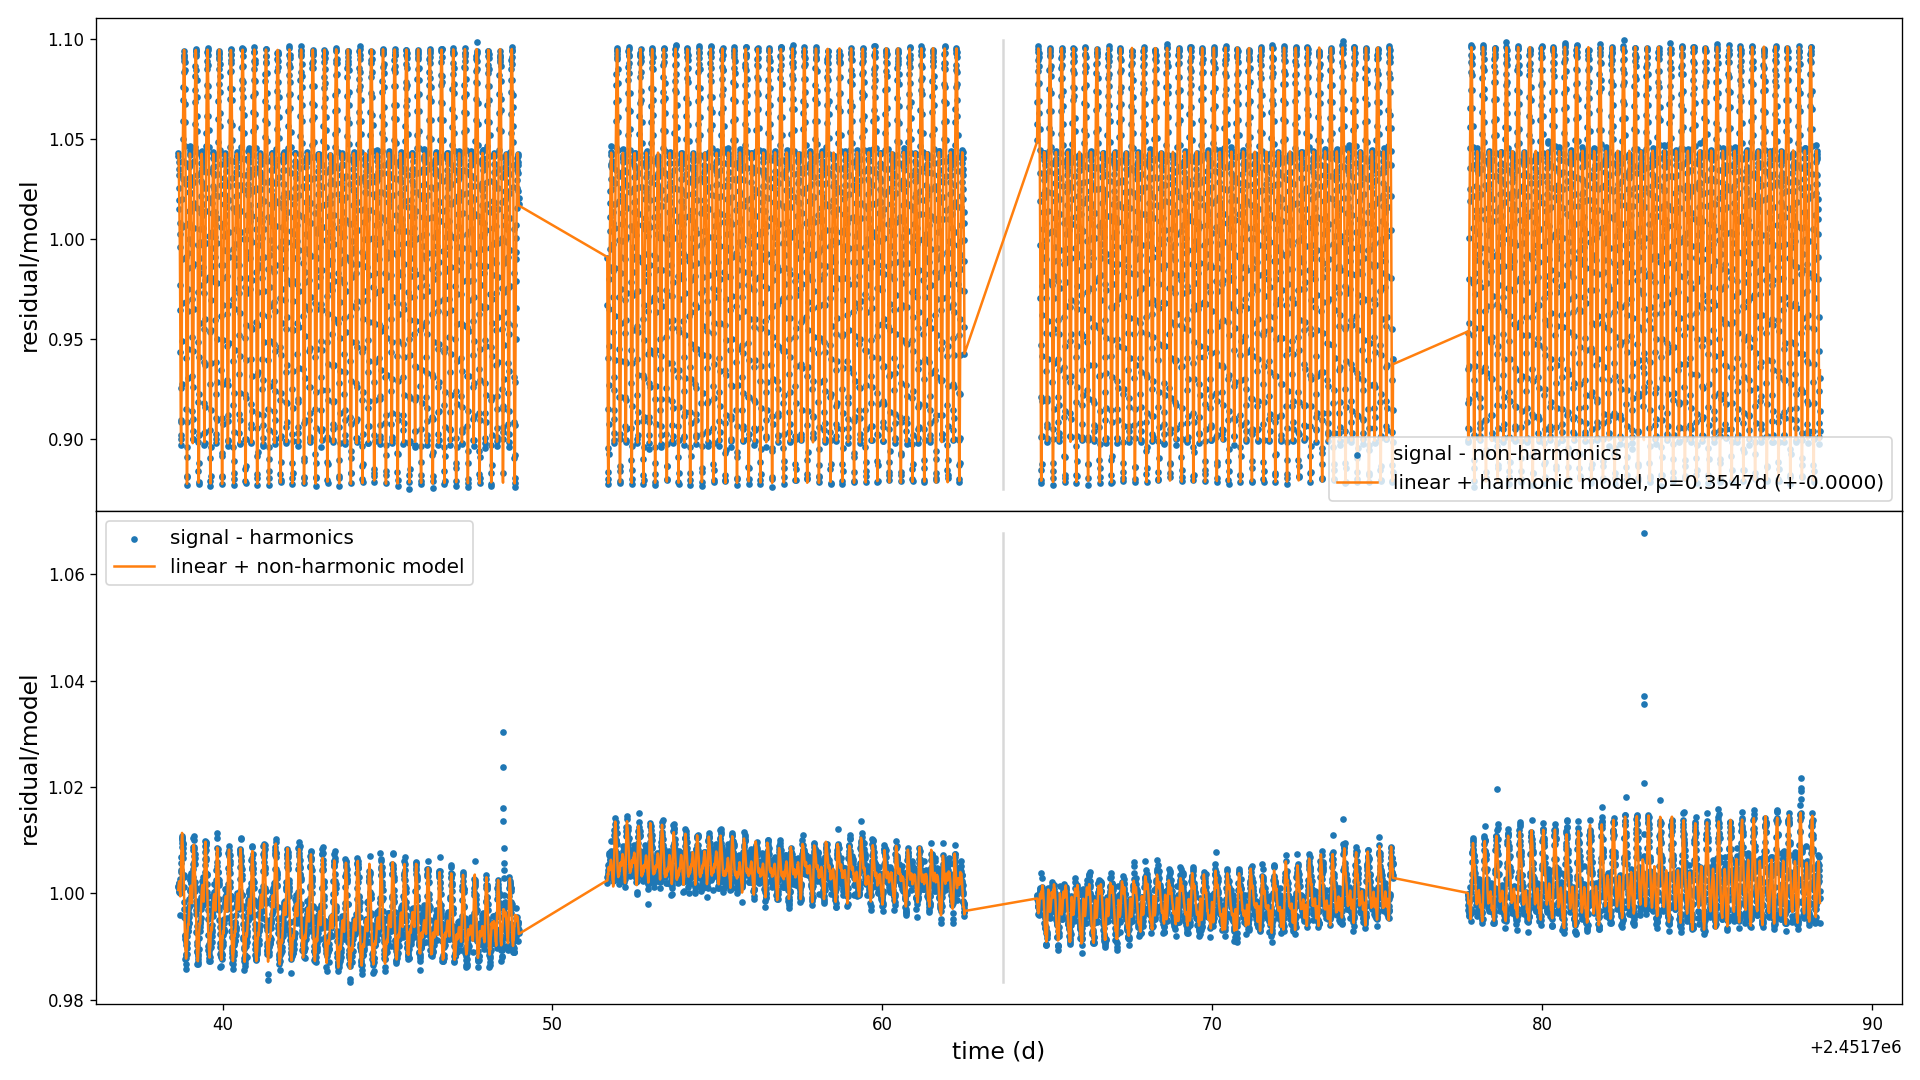 1.10
1.05
1.00
0.95
0.90
residual/model
signal - non-harmonics
linear + harmonic model, p=0.3547d (+-0.0000)
signal - harmonics
linear + non-harmonic model
1.06
1.04
1.02
1.00
0.98
residual/model
40 50 60 70 80 90
time (d)
+2.4517e6